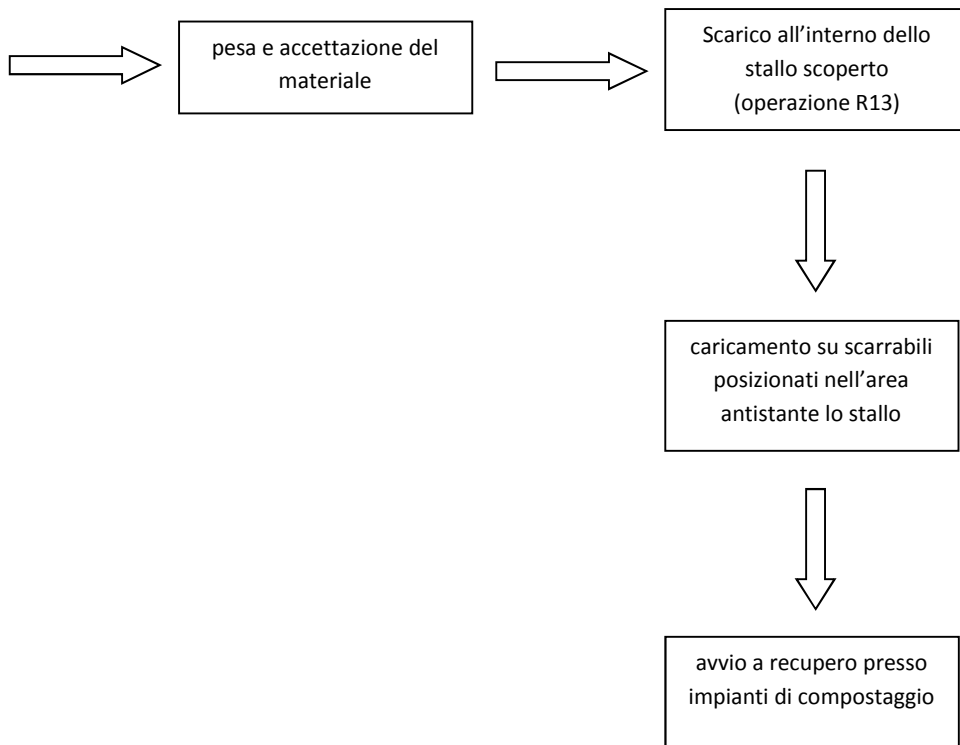 pesa e accettazione del
materiale
Scarico all’interno dello
stallo scoperto
(operazione R13)
caricamento su scarrabili
posizionati nell’area
antistante lo stallo
avvio a recupero presso
impianti di compostaggio